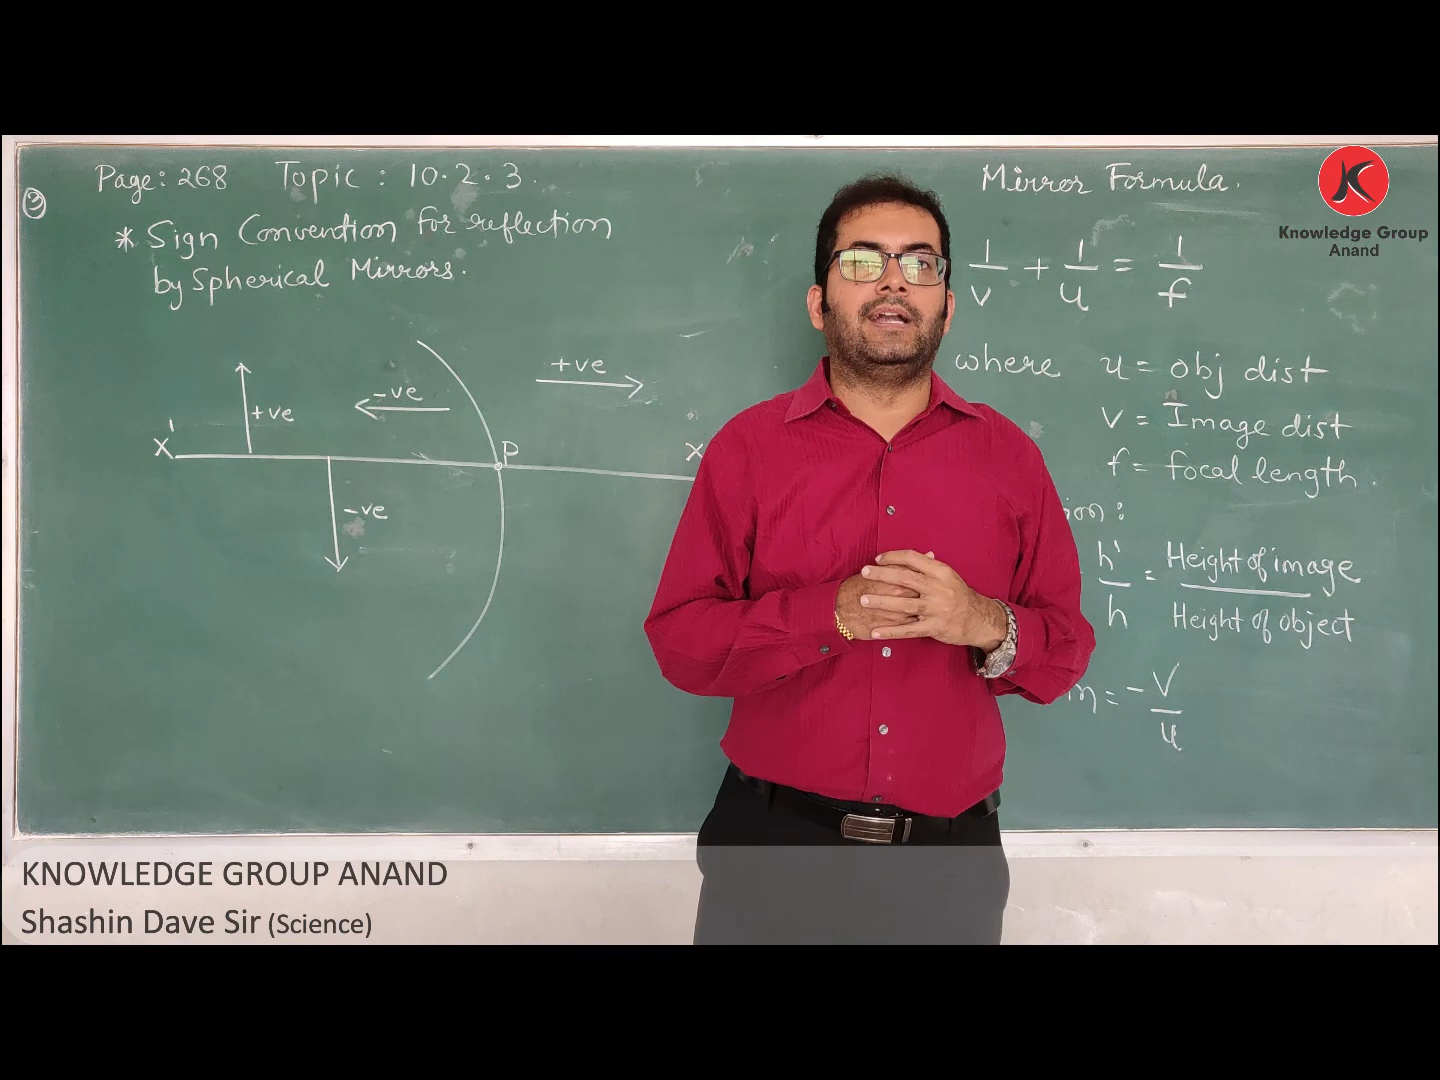 Page: 268 Topic : 10.2.3.
③
* Sign Convention for reflection
by Spherical Mirrors.
+ve
-ve
+ve
-ve
X'
P
X
Mirror Formula.
1/v + 1/u = 1/f
where u = obj dist
v = Image dist
f = focal length.
ion:
h'/h = Height of image / Height of object
m = - v/u
Knowledge Group
Anand
KNOWLEDGE GROUP ANAND
Shashin Dave Sir (Science)